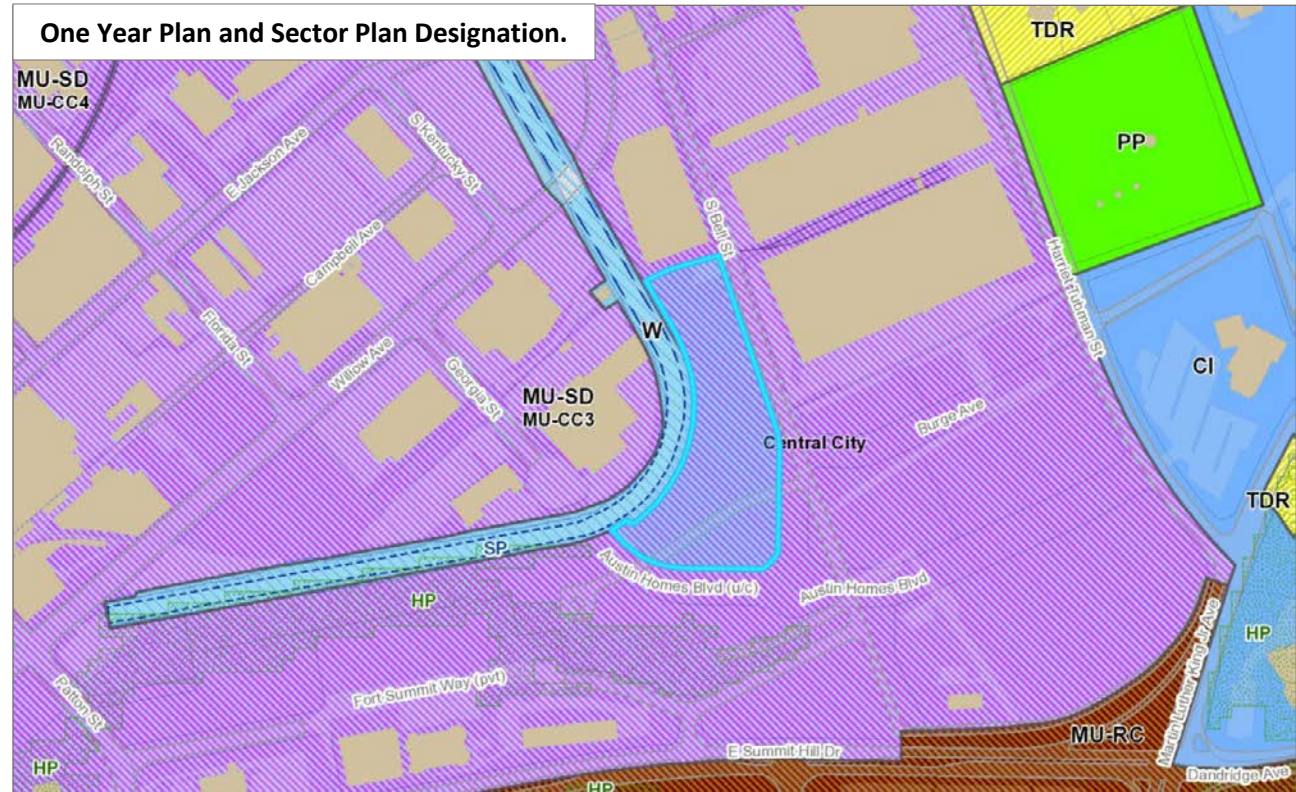 One Year Plan and Sector Plan Designation.
TDR
MU-SD
MU-CC4
Randolph St
E Jackson Ave
S Kentucky St
PP
Campbell Ave
S Bell St
Harriet Tubman St
Florida St
Willow Ave
Georgia St
W
CI
MU-SD
MU-CC3
Central City
Burge Ave
TDR
SP
Austin Homes Blvd (u/c)
Austin Homes Blvd
HP
Martin Luther King Jr Ave
HP
Patton St
Fort Summit Way (pvt)
MU-RC
E Summit Hill Dr
HP
Dandridge Ave
HP